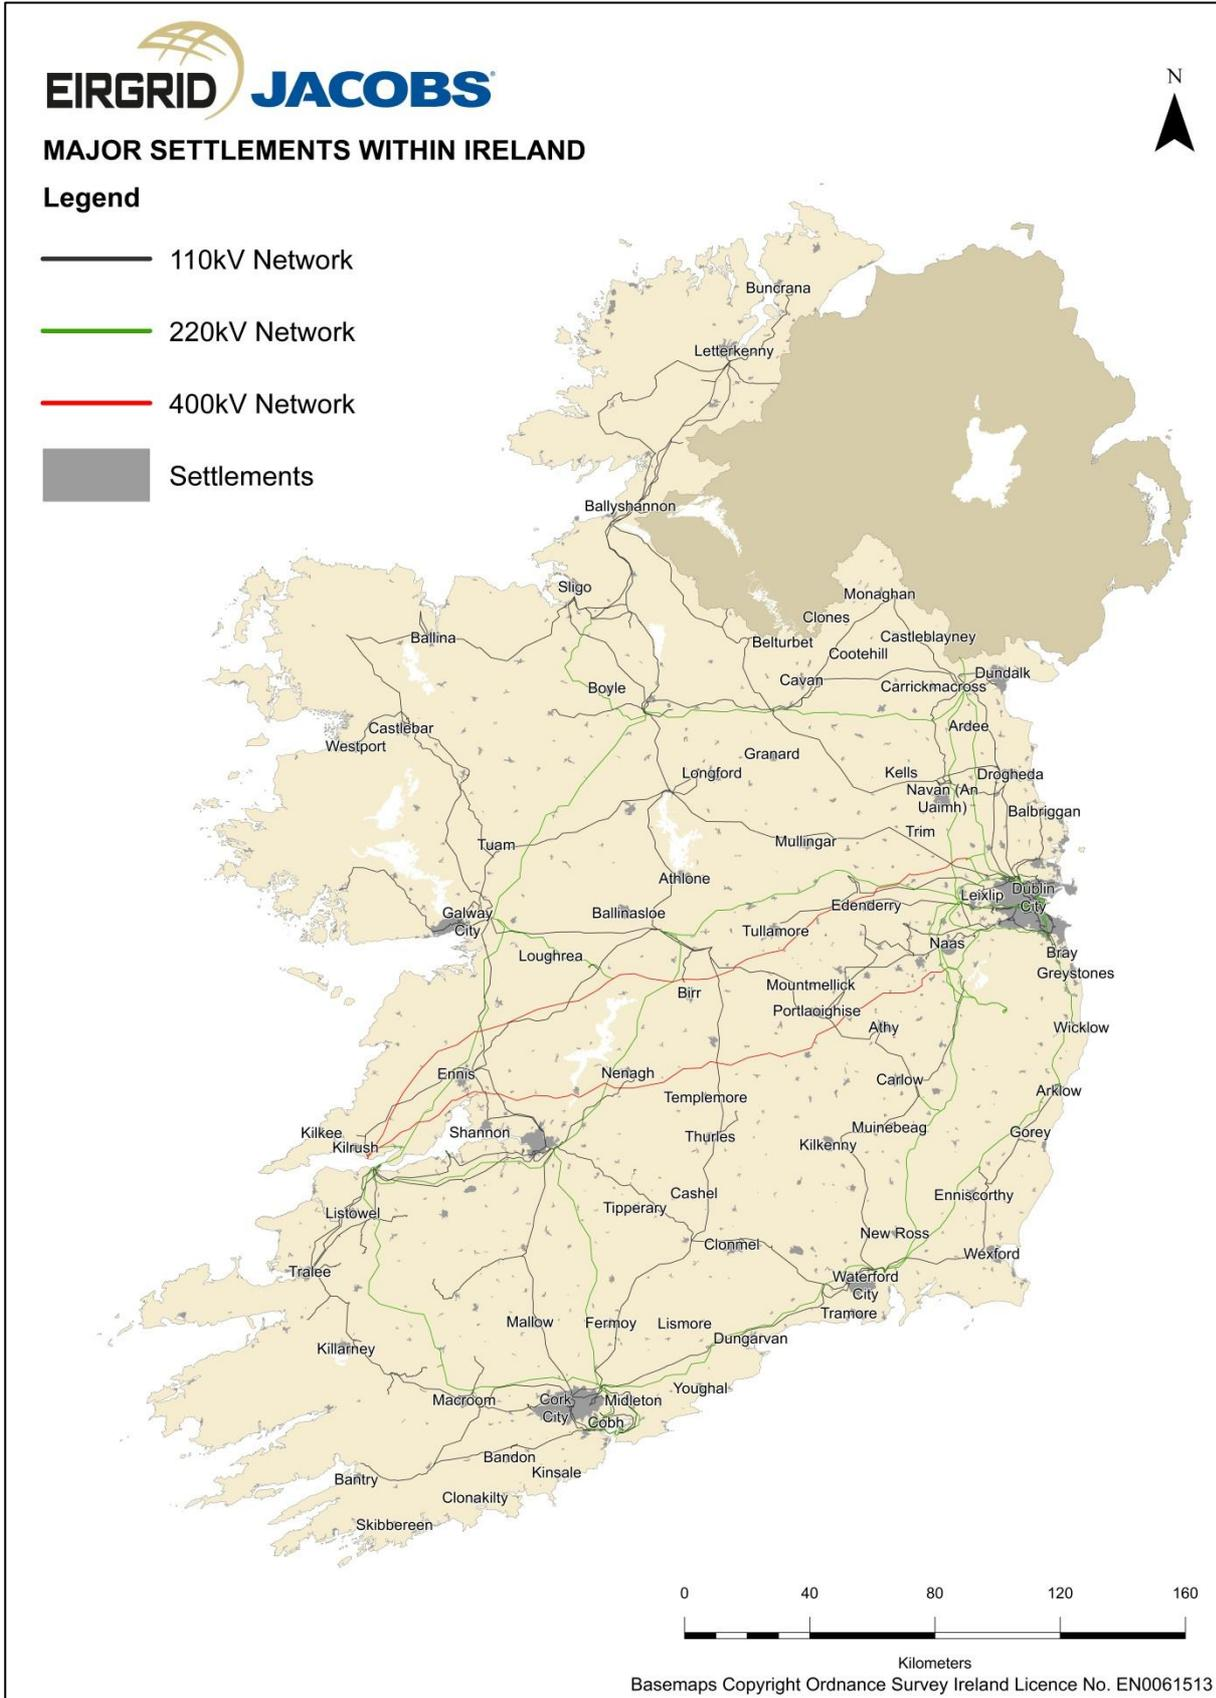 EIRGRID JACOBS
N
MAJOR SETTLEMENTS WITHIN IRELAND
Legend
110kV Network
220kV Network
400kV Network
Settlements
Buncrana
Letterkenny
Ballyshannon
Sligo
Monaghan
Clones
Ballina
Belturbet
Castleblayney
Cootehill
Dundalk
Cavan
Boyle
Carrickmacross
Castlebar
Ardee
Westport
Granard
Longford
Kells
Drogheda
Navan (An
Uaimh)
Balbriggan
Trim
Mullingar
Tuam
Athlone
Dublin
City
Leixlip
Edenderry
Galway
City
Ballinasloe
Tullamore
Naas
Bray
Loughrea
Greystones
Mountmellick
Birr
Portlaoighise
Athy
Wicklow
Ennis
Nenagh
Carlow
Arklow
Templemore
Kilkee
Shannon
Muinebeag
Gorey
Thurles
Kilkenny
Kilrush
Cashel
Enniscorthy
Tipperary
Listowel
New Ross
Clonmel
Wexford
Tralee
Waterford
City
Tramore
Mallow
Fermoy
Lismore
Dungarvan
Killarney
Youghal
Macroom
Cork
City
Midleton
Cobh
Bandon
Kinsale
Bantry
Clonakilty
Skibbereen
0 40 80 120 160
Kilometers
Basemaps Copyright Ordnance Survey Ireland Licence No. EN0061513